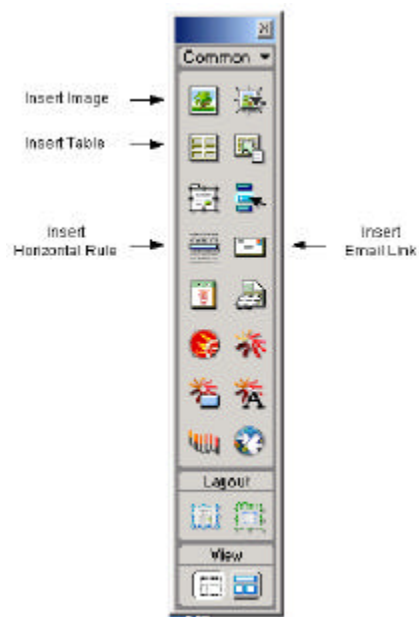 Common
Insert Image
Insert Table
Insert
Horizontal Rule
Insert
Email Link
Layout
View